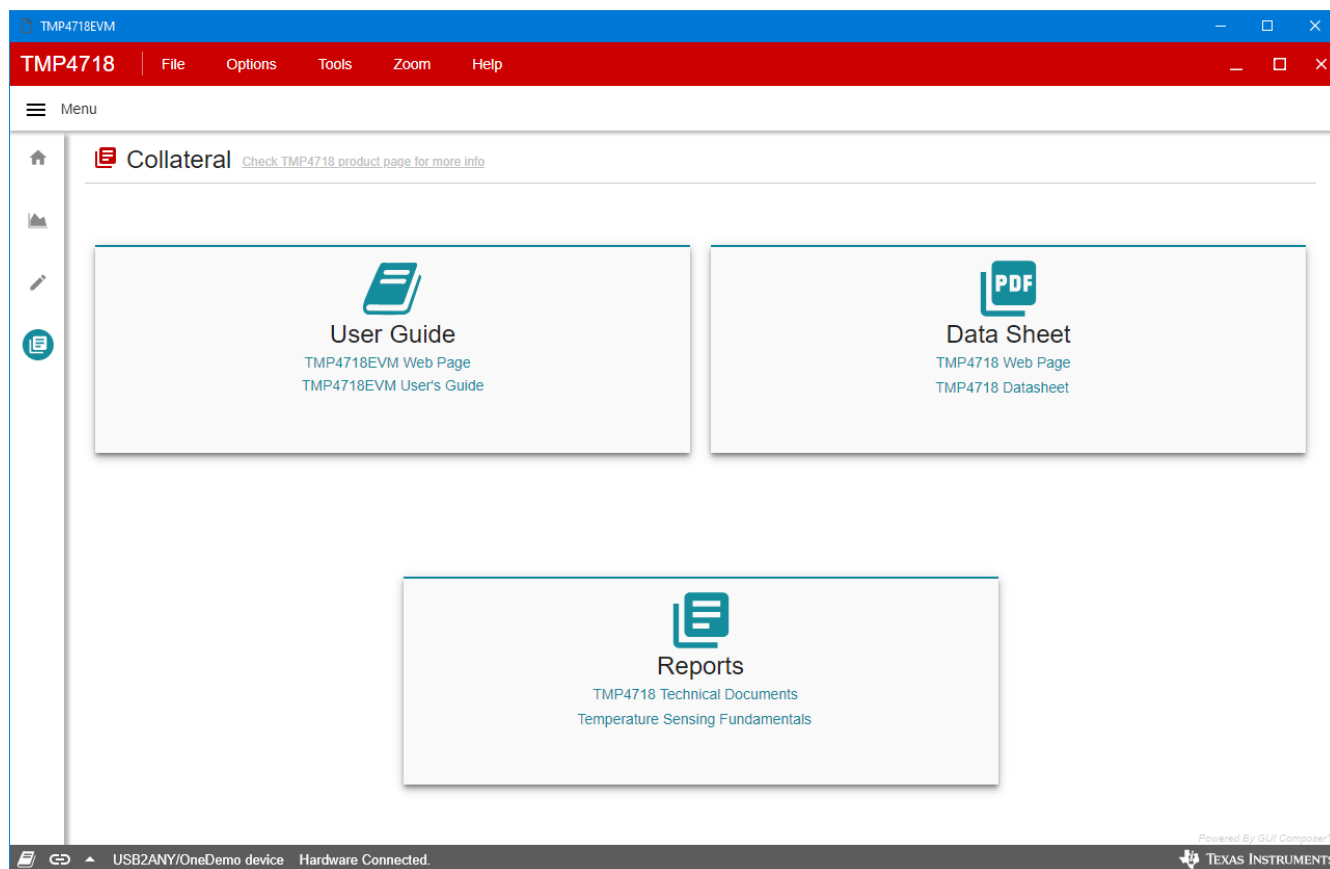 TMP4718EVM
TMP4718 File Options Tools Zoom Help
Menu
Collateral Check TMP4718 product page for more info
User Guide
TMP4718EVM Web Page
TMP4718EVM User's Guide
PDF
Data Sheet
TMP4718 Web Page
TMP4718 Datasheet
Reports
TMP4718 Technical Documents
Temperature Sensing Fundamentals
Powered By GUI Composer
USB2ANY/OneDemo device Hardware Connected.
TEXAS INSTRUMENTS